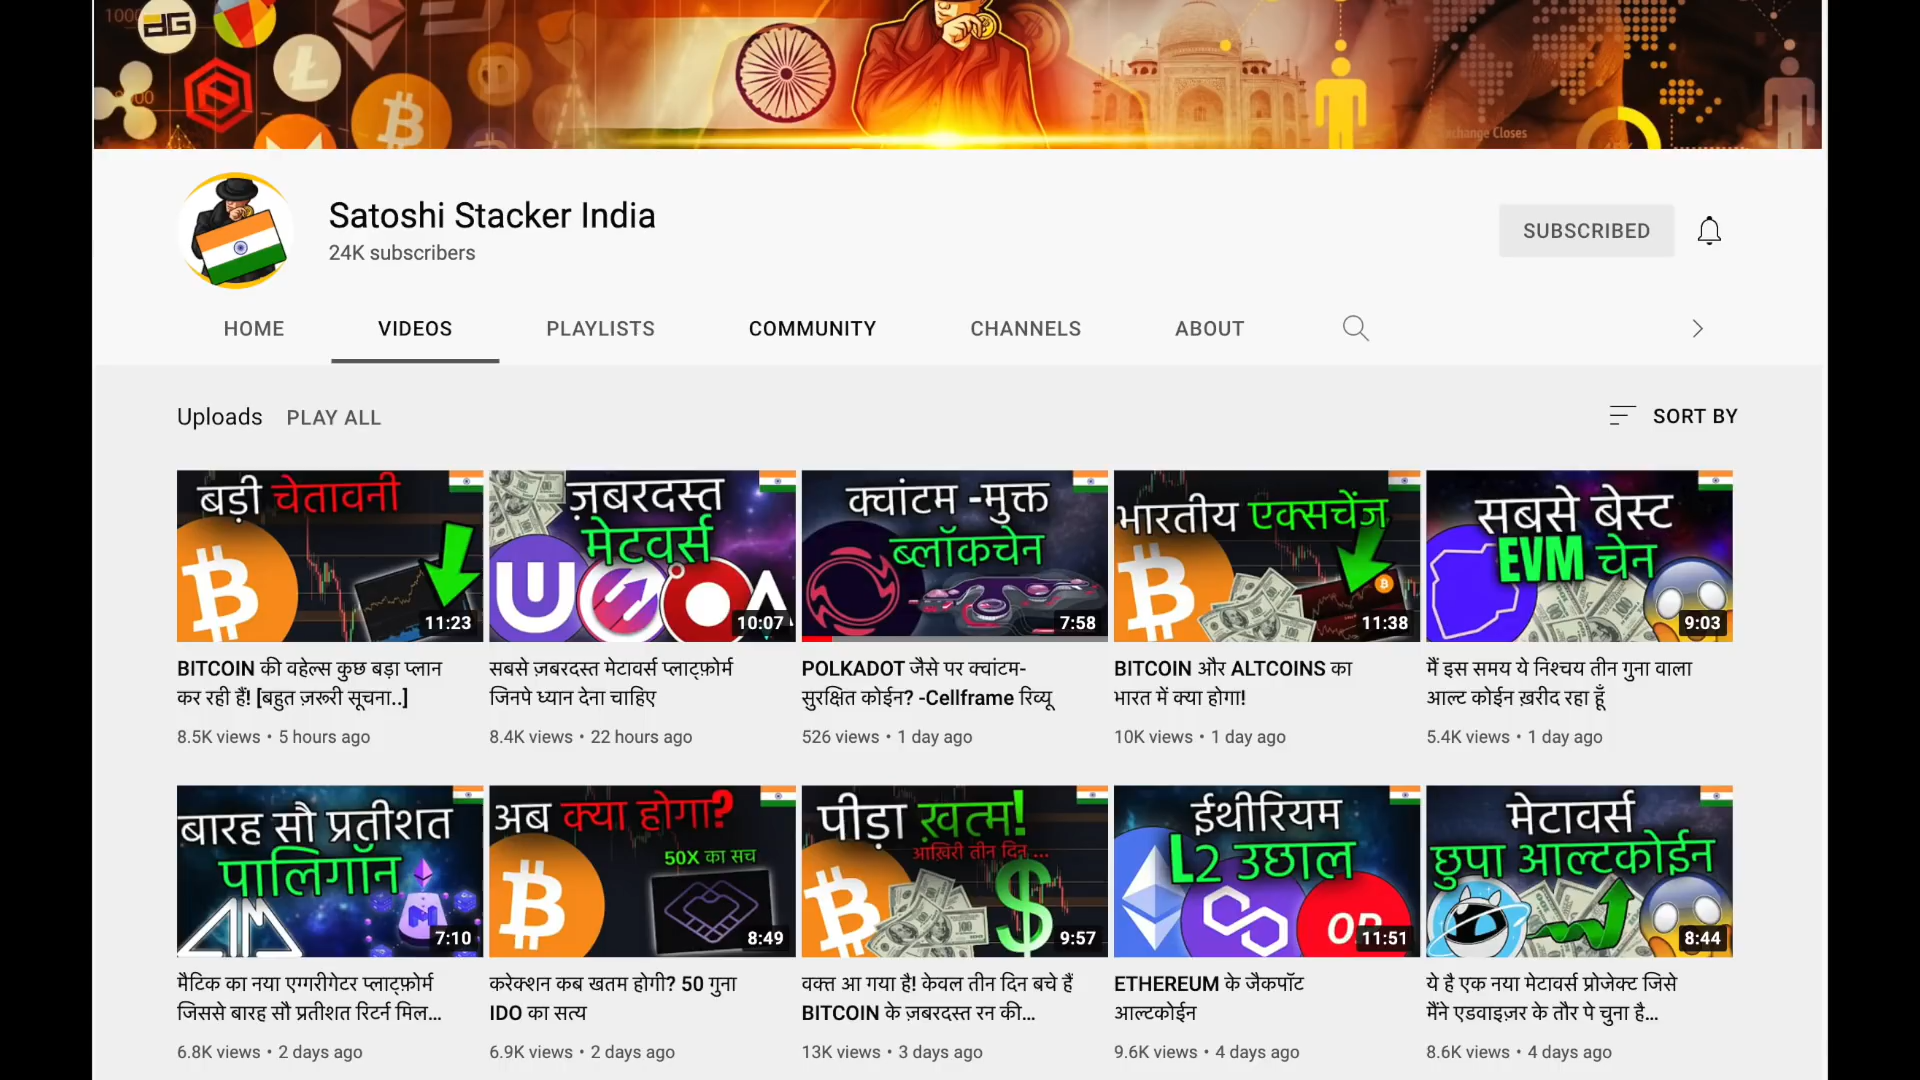 1000
exchange Closes
Satoshi Stacker India
24K subscribers
SUBSCRIBED
HOME
VIDEOS
PLAYLISTS
COMMUNITY
CHANNELS
ABOUT
Uploads
PLAY ALL
SORT BY
बड़ी चेतावनी
11:23
ज़बरदस्त
मेटवर्स
10:07
क्वांटम -मुक्त
ब्लॉकचेन
7:58
भारतीय एक्सचेंज
11:38
सबसे बेस्ट
EVM चेन
9:03
BITCOIN की वहेल्स कुछ बड़ा प्लान
कर रही हैं! [बहुत ज़रूरी सूचना..]
8.5K views • 5 hours ago
सबसे ज़बरदस्त मेटावर्स प्लाट्फ़ोर्म
जिनपे ध्यान देना चाहिए
8.4K views • 22 hours ago
POLKADOT जैसे पर क्वांटम-
सुरक्षित कोईन? -Cellframe रिव्यू
526 views • 1 day ago
BITCOIN और ALTCOINS का
भारत में क्या होगा!
10K views • 1 day ago
मैं इस समय ये निश्चय तीन गुना वाला
आल्ट कोईन ख़रीद रहा हूँ
5.4K views • 1 day ago
बारह सौ प्रतीशत
पालिगॉन
7:10
अब क्या होगा?
50X का सच
8:49
पीड़ा ख़त्म!
आख़िरी तीन दिन ...
9:57
ईथीरियम
L2 उछाल
OP
11:51
मेटावर्स
छुपा आल्टकोईन
8:44
मैटिक का नया एग्गरीगेटर प्लाट्फ़ोर्म
जिससे बारह सौ प्रतीशत रिटर्न मिल...
6.8K views • 2 days ago
करेक्शन कब खतम होगी? 50 गुना
IDO का सत्य
6.9K views • 2 days ago
वक्त आ गया है! केवल तीन दिन बचे हैं
BITCOIN के ज़बरदस्त रन की...
13K views • 3 days ago
ETHEREUM के जैकपॉट
आल्टकोईन
9.6K views • 4 days ago
ये है एक नया मेटावर्स प्रोजेक्ट जिसे
मैंने एडवाइज़र के तौर पे चुना है...
8.6K views • 4 days ago